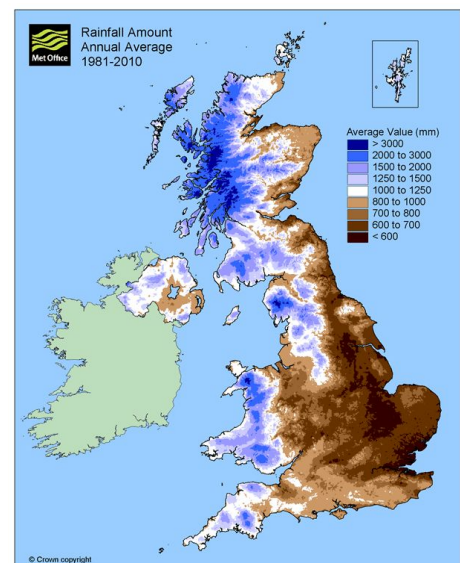 Met Office
Rainfall Amount
Annual Average
1981-2010
Average Value (mm)
> 3000
2000 to 3000
1500 to 2000
1250 to 1500
1000 to 1250
800 to 1000
700 to 800
600 to 700
< 600
© Crown copyright